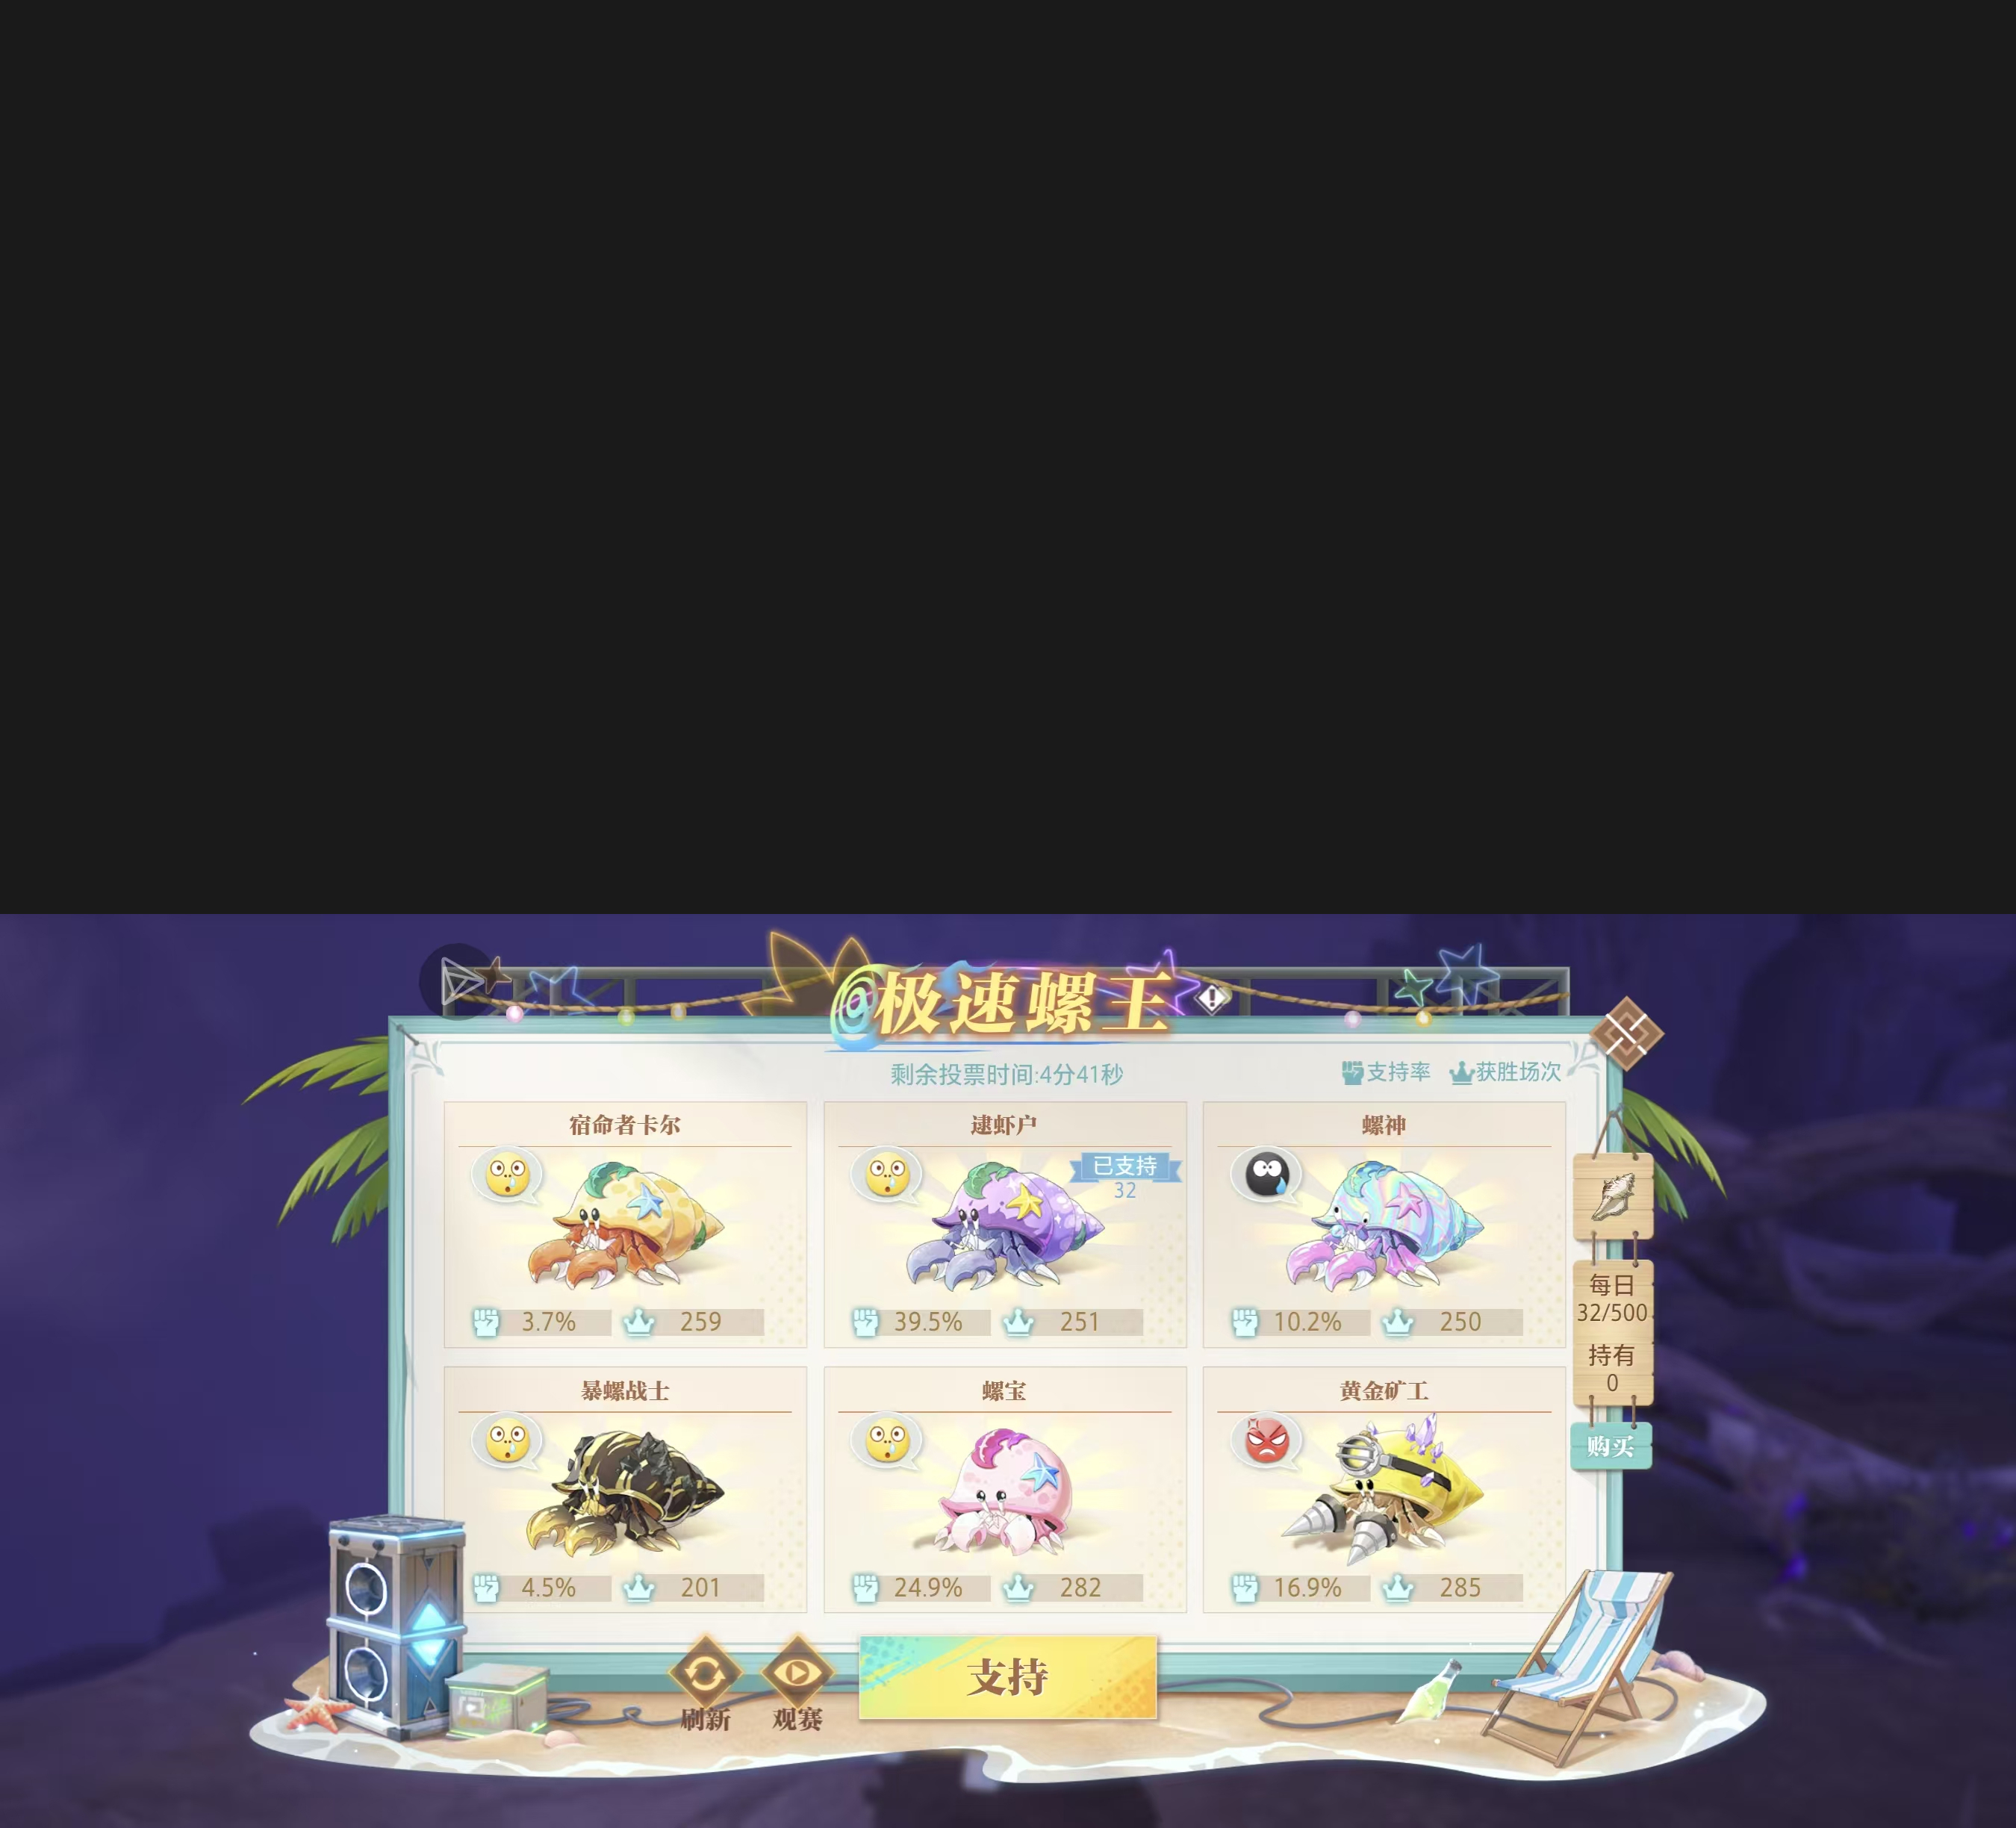 极速螺王
剩余投票时间:4分41秒
支持率 获胜场次
宿命者卡尔
3.7% 259
逮虾户
已支持
32
39.5% 251
螺神
10.2% 250
暴螺战士
4.5% 201
螺宝
24.9% 282
黄金矿工
16.9% 285
每日
32/500
持有
0
购买
刷新
观赛
支持